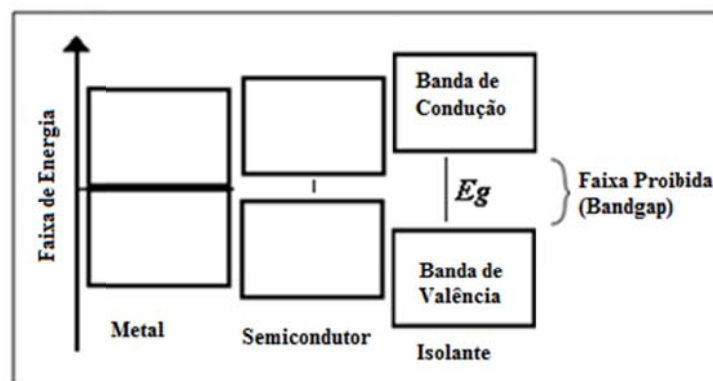 Faixa de Energia
Banda de
Condução
Eg
Faixa Proibida
(Bandgap)
Banda de
Valência
Metal
Semicondutor
Isolante